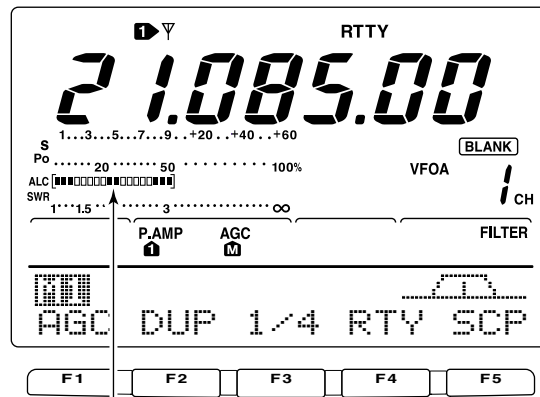 1 RTTY
21.085.00
S 1...3...5...7...9..+20..+40..+60
BLANK
Po 20 50 100%
VFOA 1 CH
ALC
SWR 1 1.5 3 ∞
P.AMP AGC FILTER
1 M
AGC DUP 1/4 RTY SCP
F1 F2 F3 F4 F5